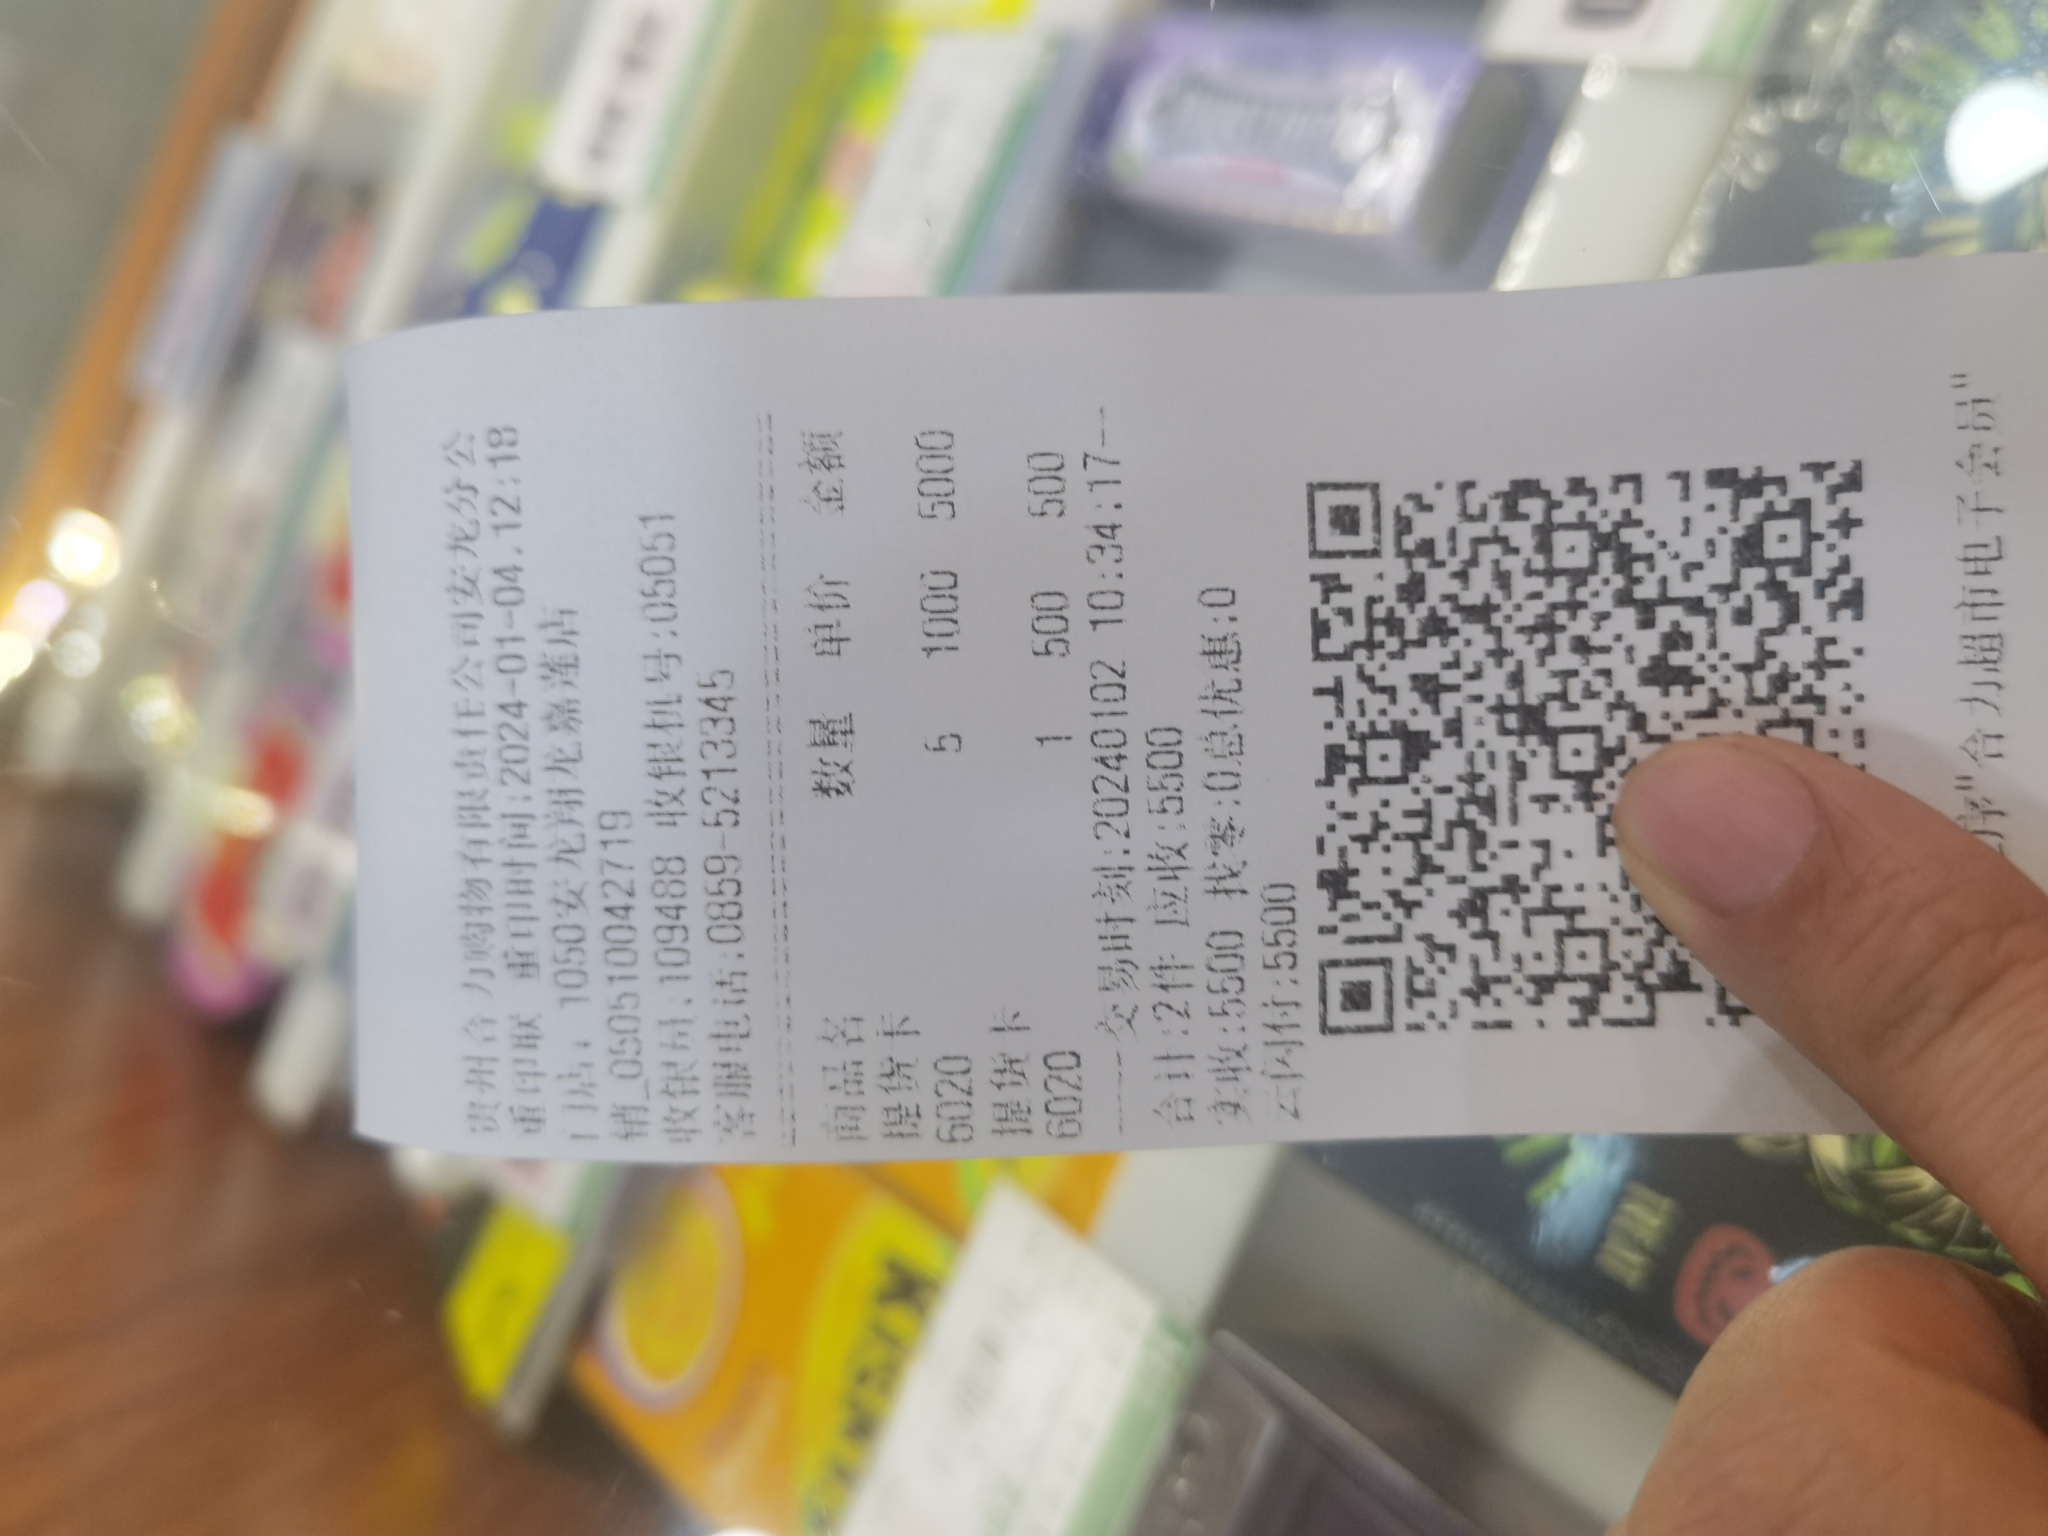 贵州合力购物有限责任公司安龙分公
重印联 重印时间:2024-01-04.12:18
门店: 1050安龙翔龙嘉莲店
销_0505110042719
收银员:109488 收银机号:05051
客服电话:0859-5213345
商品名 数量 单价 金额
提货卡
6020 5 1000 5000
提货卡
6020 1 500 500
-----交易时刻:20240102 10:34:17--
合计:2件 应收:5500
实收:5500 找零:0总优惠:0
云闪付:5500
序"合力超市电子会员"